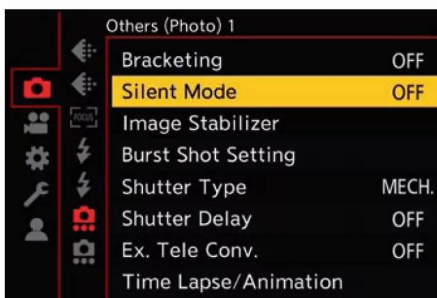 Others (Photo) 1
Bracketing OFF
Silent Mode OFF
FOCUS
Image Stabilizer
Burst Shot Setting
Shutter Type MECH.
Shutter Delay OFF
Ex. Tele Conv. OFF
Time Lapse/Animation